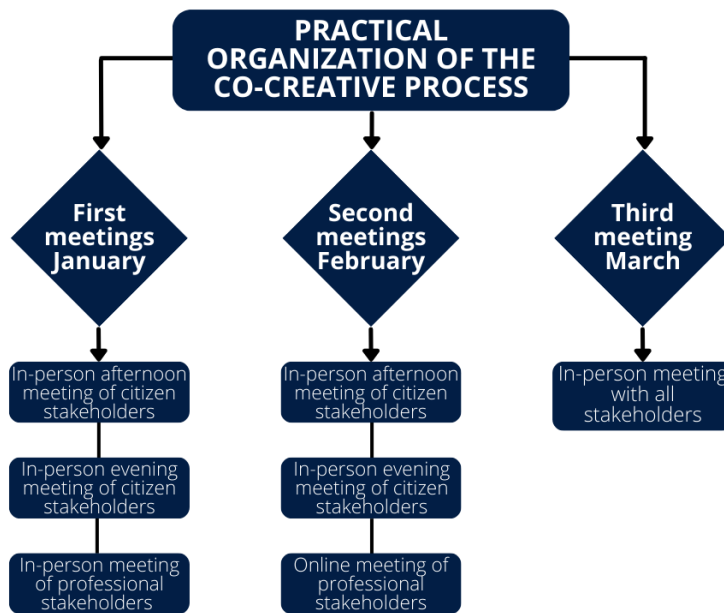 PRACTICAL
ORGANIZATION OF THE
CO-CREATIVE PROCESS
First
meetings
January
Second
meetings
February
Third
meeting
March
In-person afternoon
meeting of citizen
stakeholders
In-person afternoon
meeting of citizen
stakeholders
In-person meeting
with all
stakeholders
In-person evening
meeting of citizen
stakeholders
In-person evening
meeting of citizen
stakeholders
In-person meeting
of professional
stakeholders
Online meeting of
professional
stakeholders